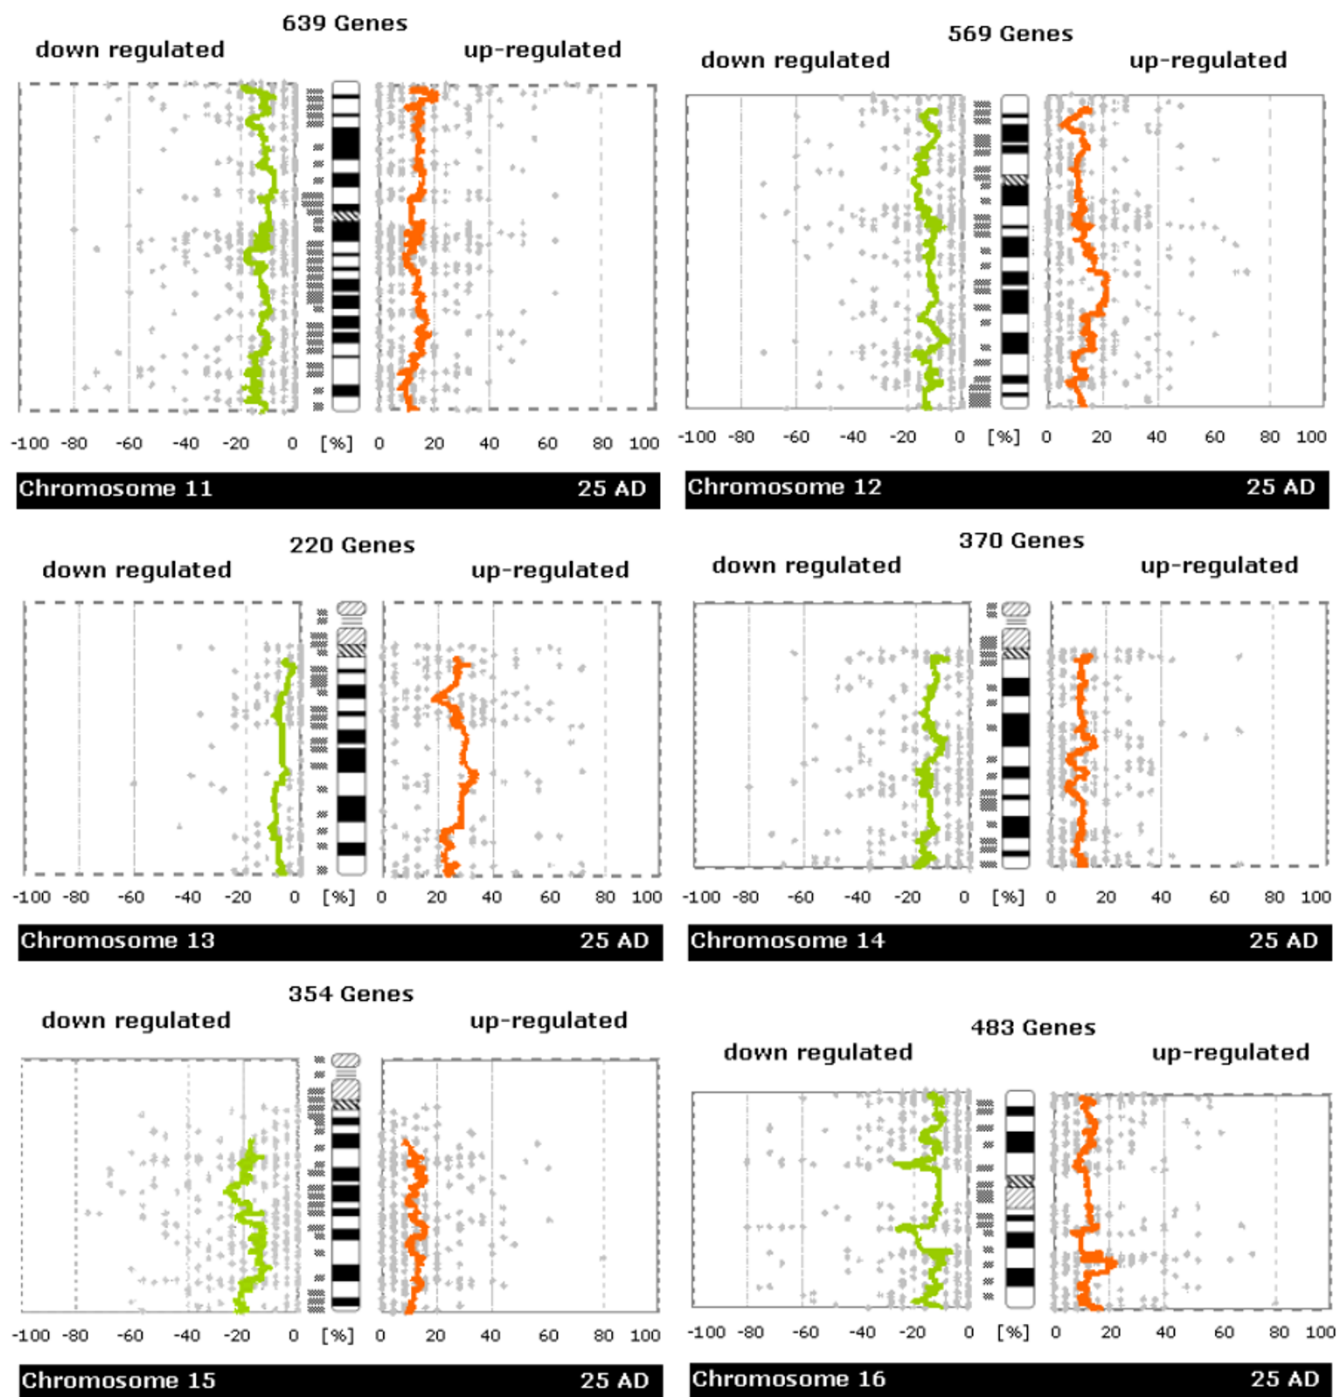 639 Genes
down regulated up-regulated
-100 -80 -60 -40 -20 0 [%] 0 20 40 60 80 100
Chromosome 11 25 AD
569 Genes
down regulated up-regulated
-100 -80 -60 -40 -20 0 [%] 0 20 40 60 80 100
Chromosome 12 25 AD
220 Genes
down regulated up-regulated
-100 -80 -60 -40 -20 0 [%] 0 20 40 60 80 100
Chromosome 13 25 AD
370 Genes
down regulated up-regulated
-100 -80 -60 -40 -20 0 [%] 0 20 40 60 80 100
Chromosome 14 25 AD
354 Genes
down regulated up-regulated
-100 -80 -60 -40 -20 0 [%] 0 20 40 60 80 100
Chromosome 15 25 AD
483 Genes
down regulated up-regulated
-100 -80 -60 -40 -20 0 [%] 0 20 40 60 80 100
Chromosome 16 25 AD